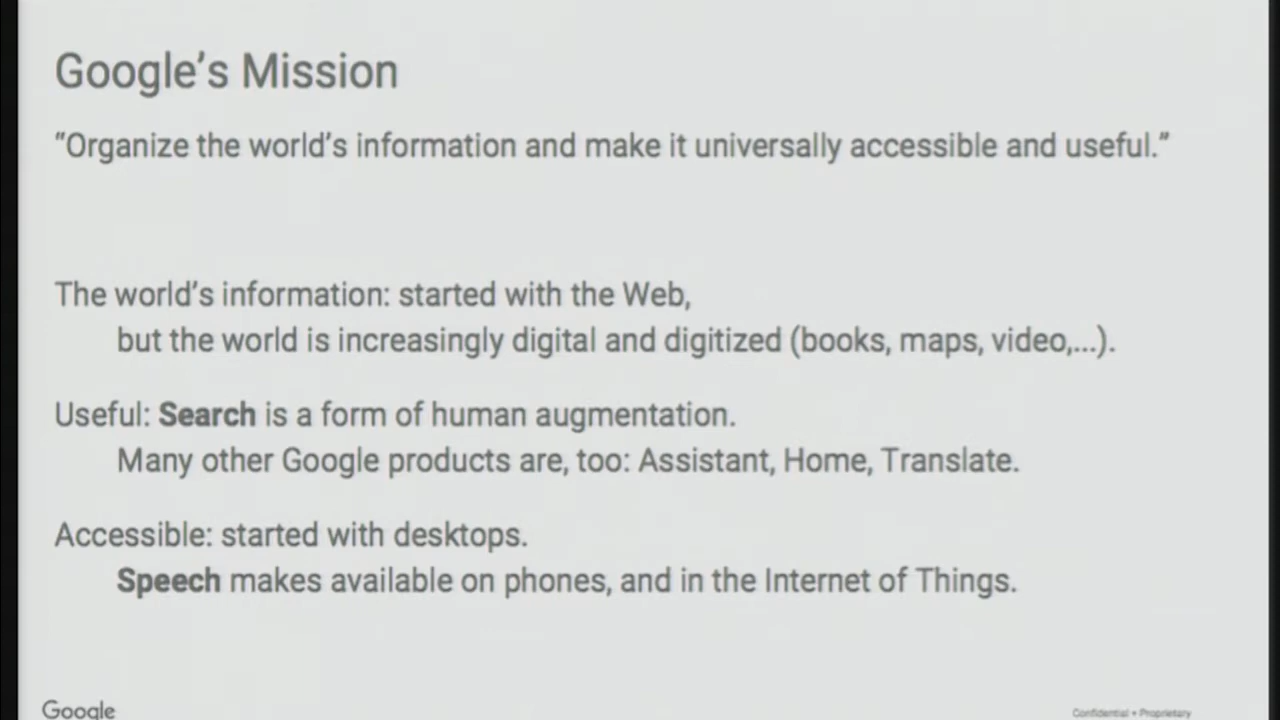 Google’s Mission
“Organize the world’s information and make it universally accessible and useful.”
The world’s information: started with the Web,
but the world is increasingly digital and digitized (books, maps, video,...).
Useful: Search is a form of human augmentation.
Many other Google products are, too: Assistant, Home, Translate.
Accessible: started with desktops.
Speech makes available on phones, and in the Internet of Things.
Google
Confidential • Proprietary